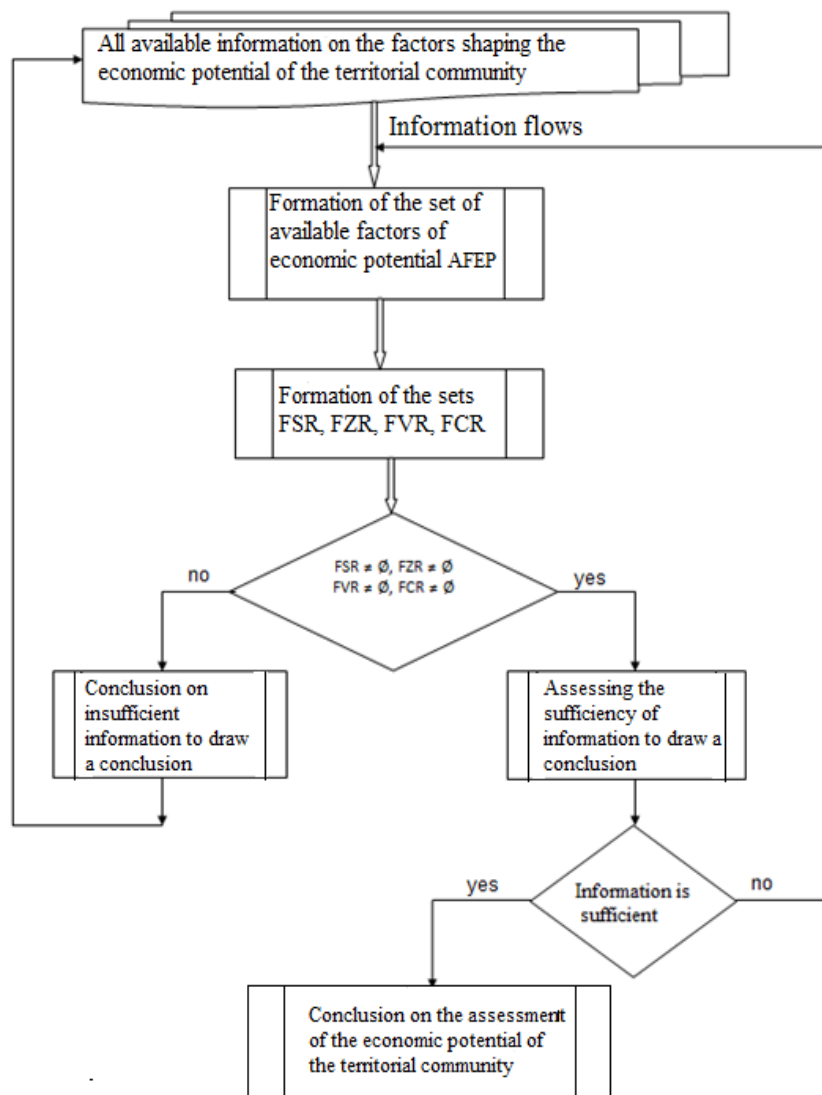 All available information on the factors shaping the
economic potential of the territorial community
Information flows
Formation of the set of
available factors of
economic potential AFEP
Formation of the sets
FSR, FZR, FVR, FCR
FSR ≠ Ø, FZR ≠ Ø
FVR ≠ Ø, FCR ≠ Ø
no
yes
Conclusion on
insufficient
information to draw
a conclusion
Assessing the
sufficiency of
information to draw a
conclusion
Information is
sufficient
yes
no
Conclusion on the assessment
of the economic potential of
the territorial community